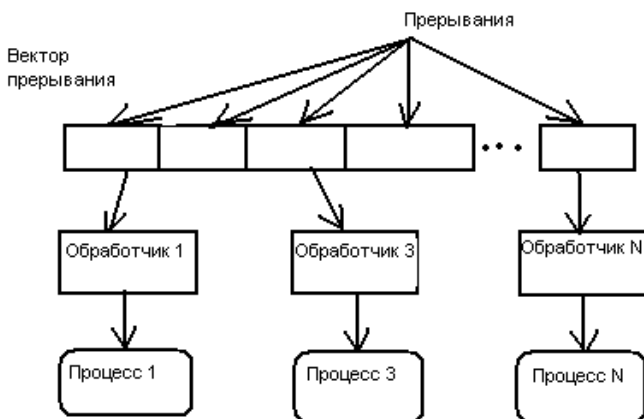 Прерывания
Вектор
прерывания
Обработчик 1
Обработчик 3
Обработчик N
Процесс 1
Процесс 3
Процесс N